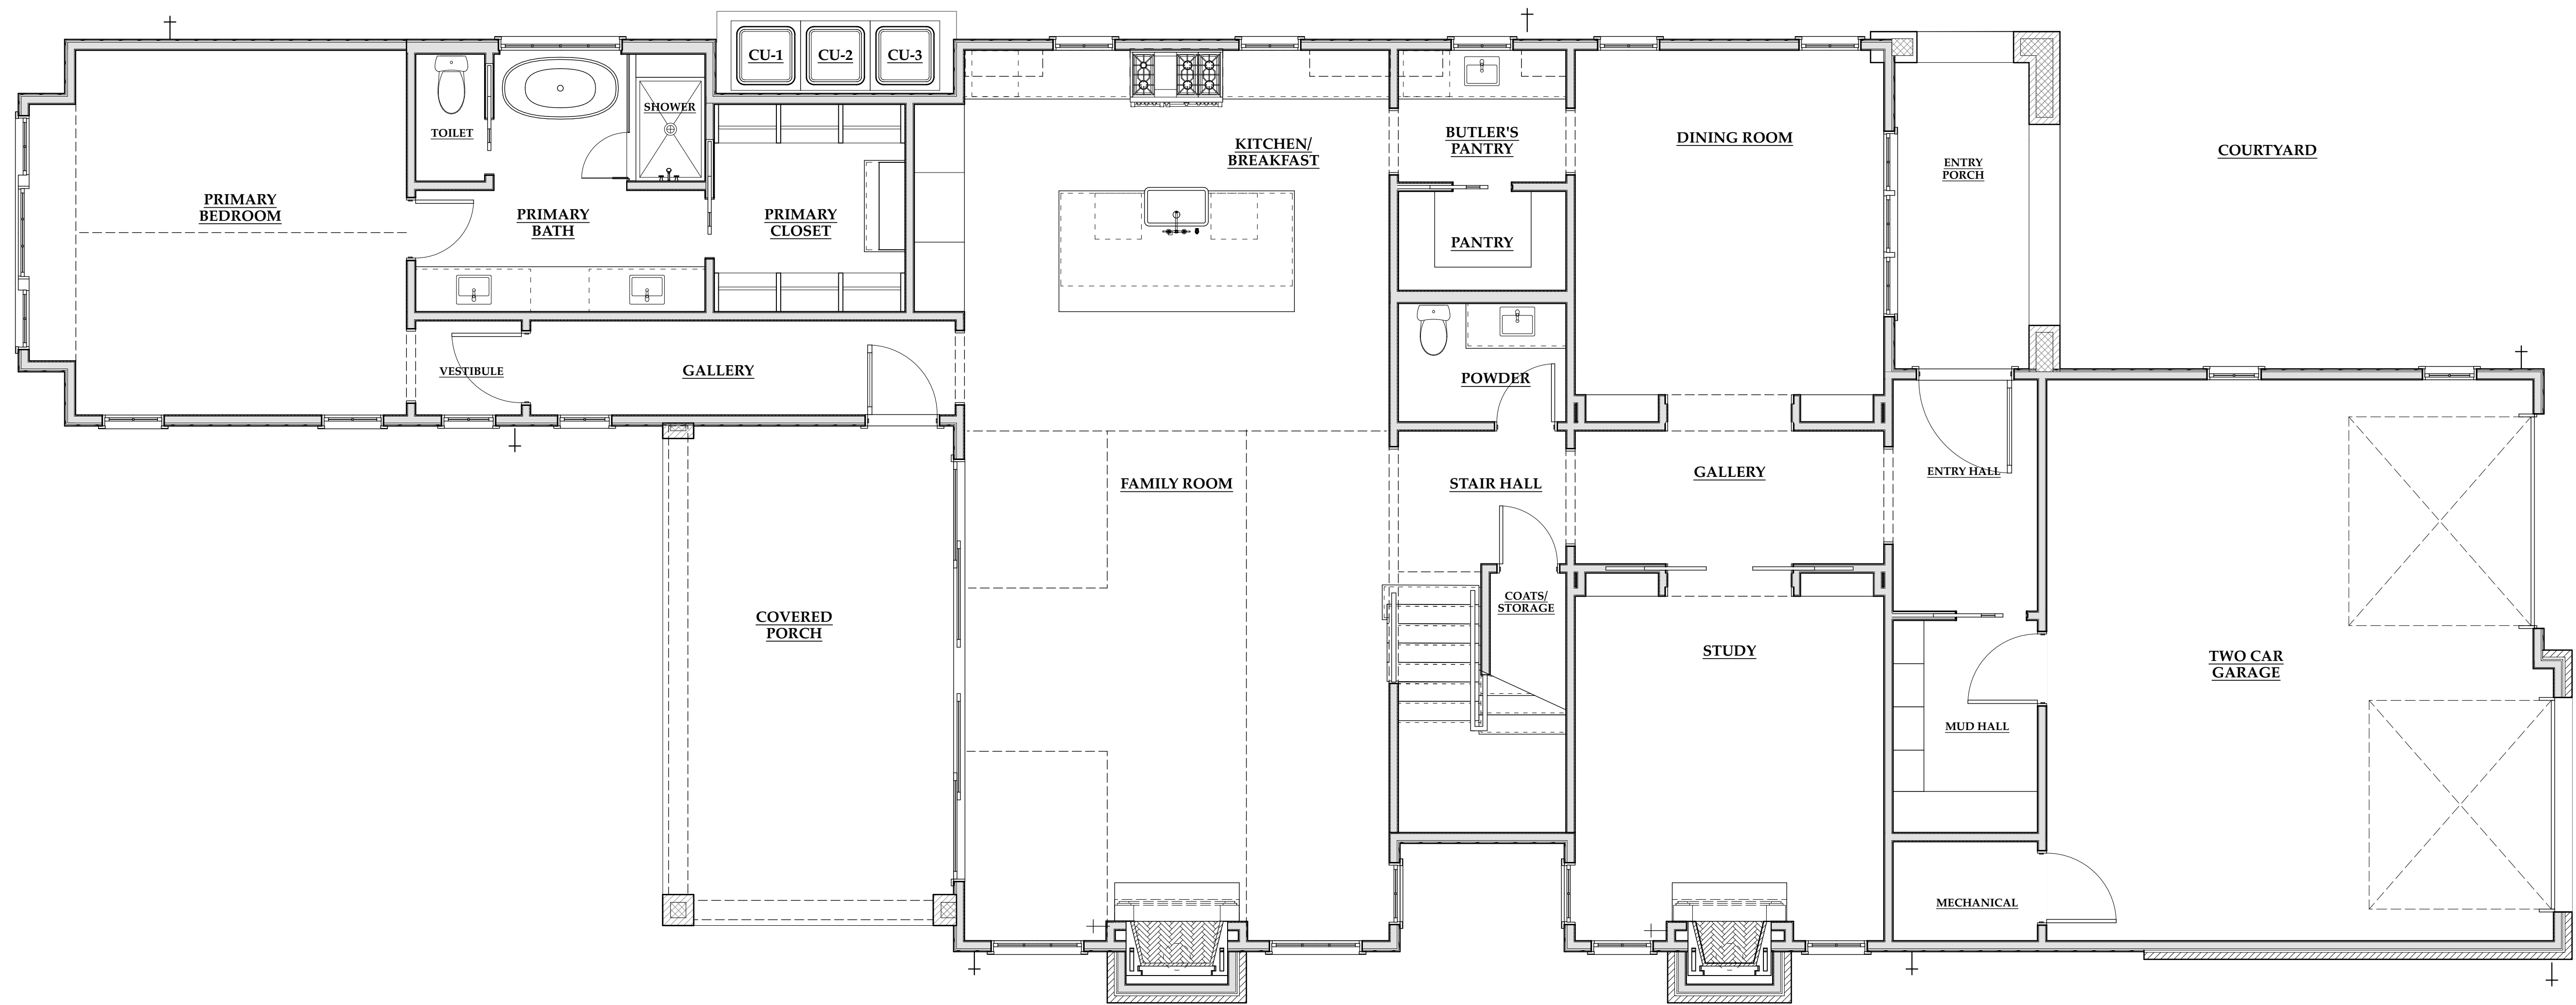 CU-1
CU-2
CU-3
SHOWER
TOILET
PRIMARY
BEDROOM
PRIMARY
BATH
PRIMARY
CLOSET
KITCHEN/
BREAKFAST
BUTLER'S
PANTRY
DINING ROOM
ENTRY
PORCH
COURTYARD
PANTRY
VESTIBULE
GALLERY
POWDER
FAMILY ROOM
STAIR HALL
GALLERY
ENTRY HALL
COVERED
PORCH
COATS/
STORAGE
STUDY
TWO CAR
GARAGE
MUD HALL
MECHANICAL